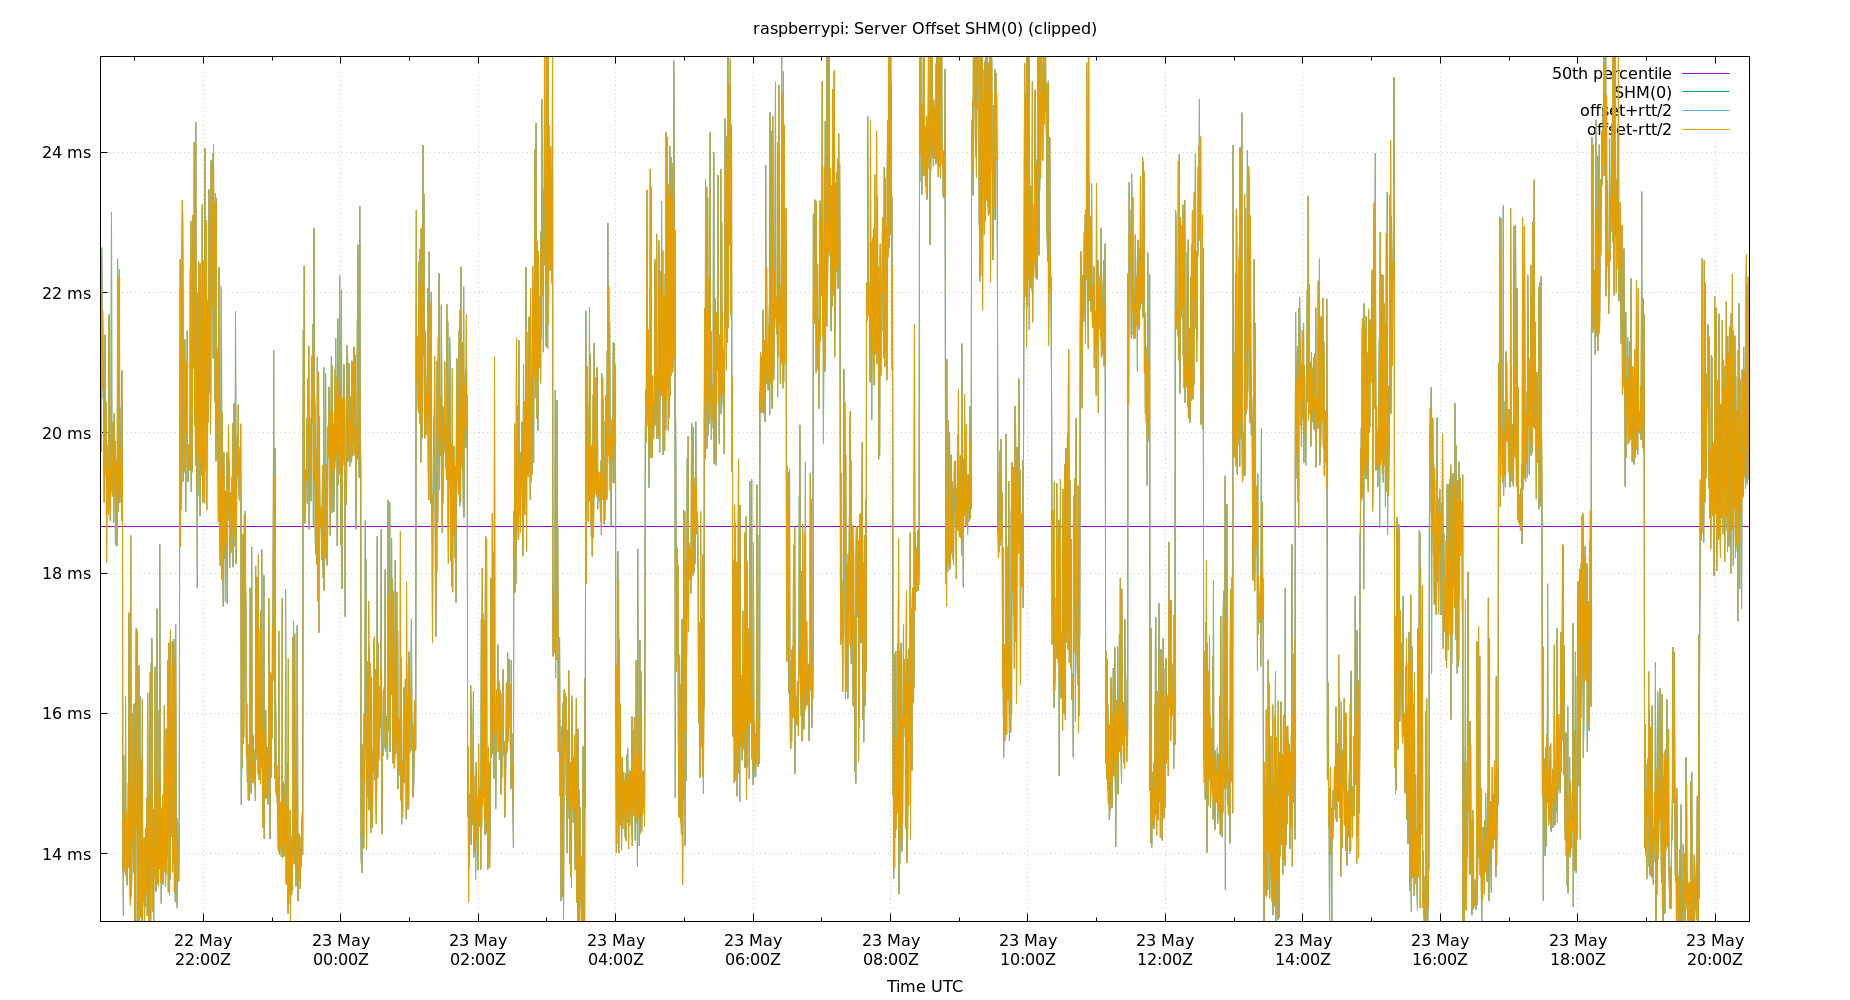 raspberrypi: Server Offset SHM(0) (clipped)
50th percentile
SHM(0)
offset+rtt/2
offset-rtt/2
24 ms
22 ms
20 ms
18 ms
16 ms
14 ms
22 May 23 May 23 May 23 May 23 May 23 May 23 May 23 May 23 May 23 May 23 May 23 May
22:00Z 00:00Z 02:00Z 04:00Z 06:00Z 08:00Z 10:00Z 12:00Z 14:00Z 16:00Z 18:00Z 20:00Z
Time UTC